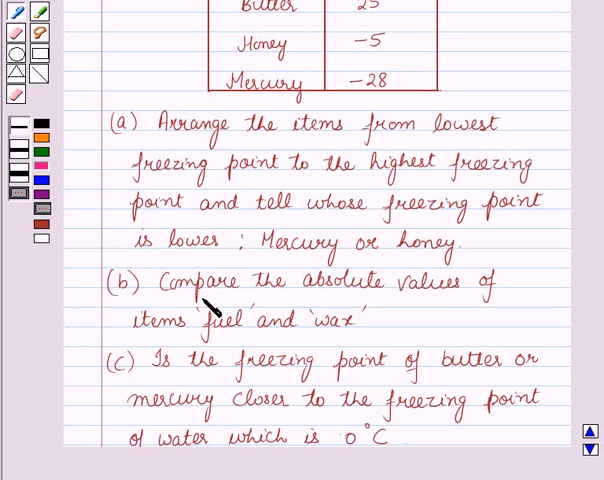 Butter 25
Honey -5
Mercury -28
(a) Arrange the items from lowest
freezing point to the highest freezing
point and tell whose freezing point
is lower : Mercury or honey.
(b) Compare the absolute values of
items 'fuel' and 'wax'
(c) Is the freezing point of butter or
mercury closer to the freezing point
of water which is 0°C